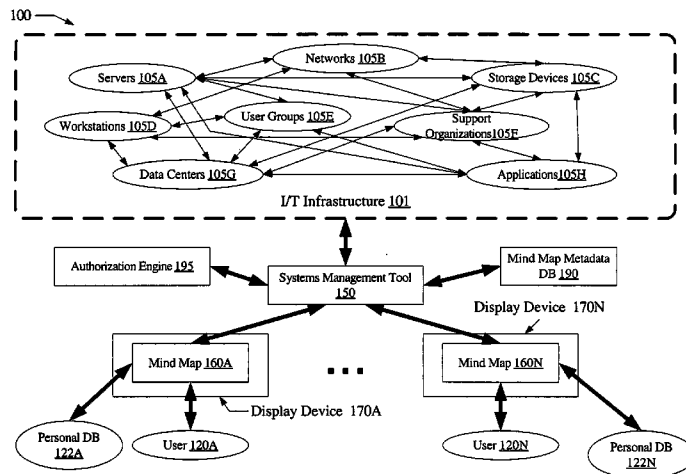 100
Networks 105B
Servers 105A
Storage Devices 105C
User Groups 105E
Support
Organizations105F
Workstations 105D
Data Centers 105G
Applications105H
I/T Infrastructure 101
Authorization Engine 195
Systems Management Tool
150
Mind Map Metadata
DB 190
Display Device 170N
Mind Map 160A
Mind Map 160N
Display Device 170A
Personal DB
122A
User 120A
User 120N
Personal DB
122N